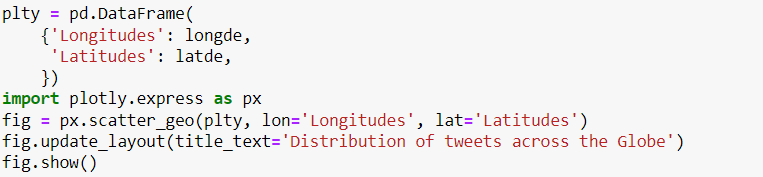 plty = pd.DataFrame(
    {'Longitudes': longde,
     'Latitudes': latde,
    })
import plotly.express as px
fig = px.scatter_geo(plty, lon='Longitudes', lat='Latitudes')
fig.update_layout(title_text='Distribution of tweets across the Globe')
fig.show()